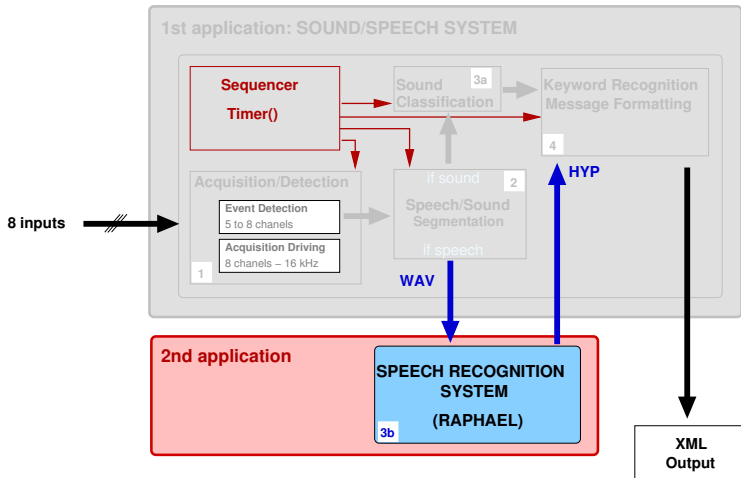 1st application: SOUND/SPEECH SYSTEM
Sequencer
Timer()
Sound
Classification
3a
Keyword Recognition
Message Formatting
4
Acquisition/Detection
Event Detection
5 to 8 channels
Acquisition Driving
8 channels − 16 kHz
1
if sound
2
Speech/Sound
Segmentation
if speech
8 inputs
WAV
HYP
2nd application
SPEECH RECOGNITION
SYSTEM
(RAPHAEL)
3b
XML
Output